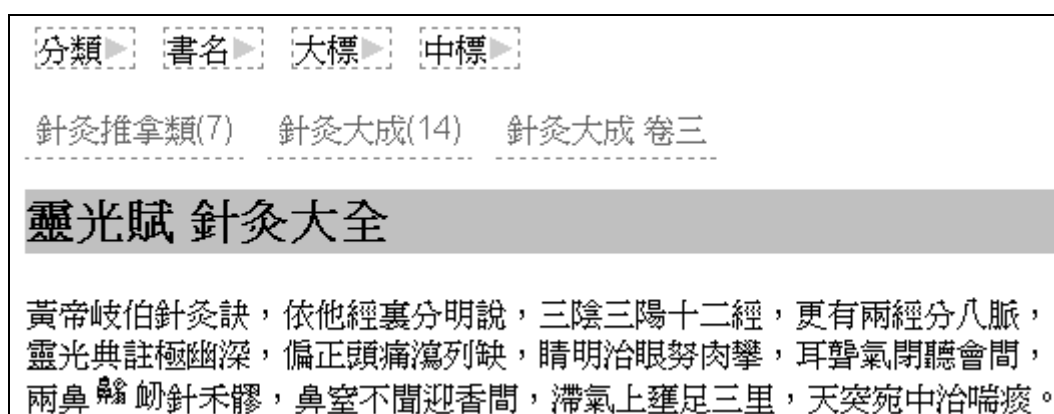 分類 書名 大標 中標
針灸推拿類(7) 針灸大成(14) 針灸大成 卷三
靈光賦 針灸大全
黃帝岐伯針灸訣，依他經裏分明說，三陰三陽十二經，更有兩經分八脈，
靈光典註極幽深，偏正頭痛瀉列缺，睛明治眼努肉攀，耳聾氣閉聽會間，
兩鼻 衂針禾髎，鼻窒不聞迎香間，滯氣上壅足三里，天突宛中治喘痰。